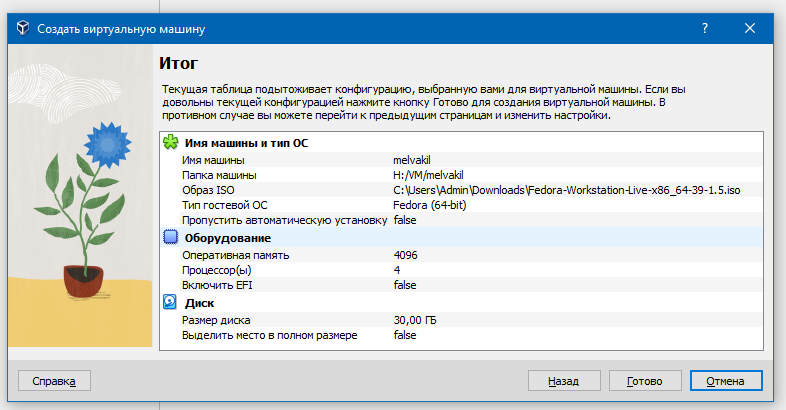 Создать виртуальную машину
Итог
Текущая таблица подытоживает конфигурацию, выбранную вами для виртуальной машины. Если вы
довольны текущей конфигурацией нажмите кнопку Готово для создания виртуальной машины. В
противном случае вы можете перейти к предыдущим страницам и изменить настройки.
Имя машины и тип ОС
Имя машины melvakil
Папка машины H:/VM/melvakil
Образ ISO C:\Users\Admin\Downloads\Fedora-Workstation-Live-x86_64-39-1.5.iso
Тип гостевой ОС Fedora (64-bit)
Пропустить автоматическую установку false
Оборудование
Оперативная память 4096
Процессор(ы) 4
Включить EFI false
Диск
Размер диска 30,00 ГБ
Выделить место в полном размере false
Справка Назад Готово Отмена